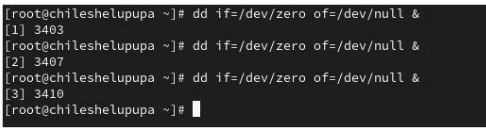 [root@chileshelupupa ~]# dd if=/dev/zero of=/dev/null &
[1] 3403
[root@chileshelupupa ~]# dd if=/dev/zero of=/dev/null &
[2] 3407
[root@chileshelupupa ~]# dd if=/dev/zero of=/dev/null &
[3] 3410
[root@chileshelupupa ~]#